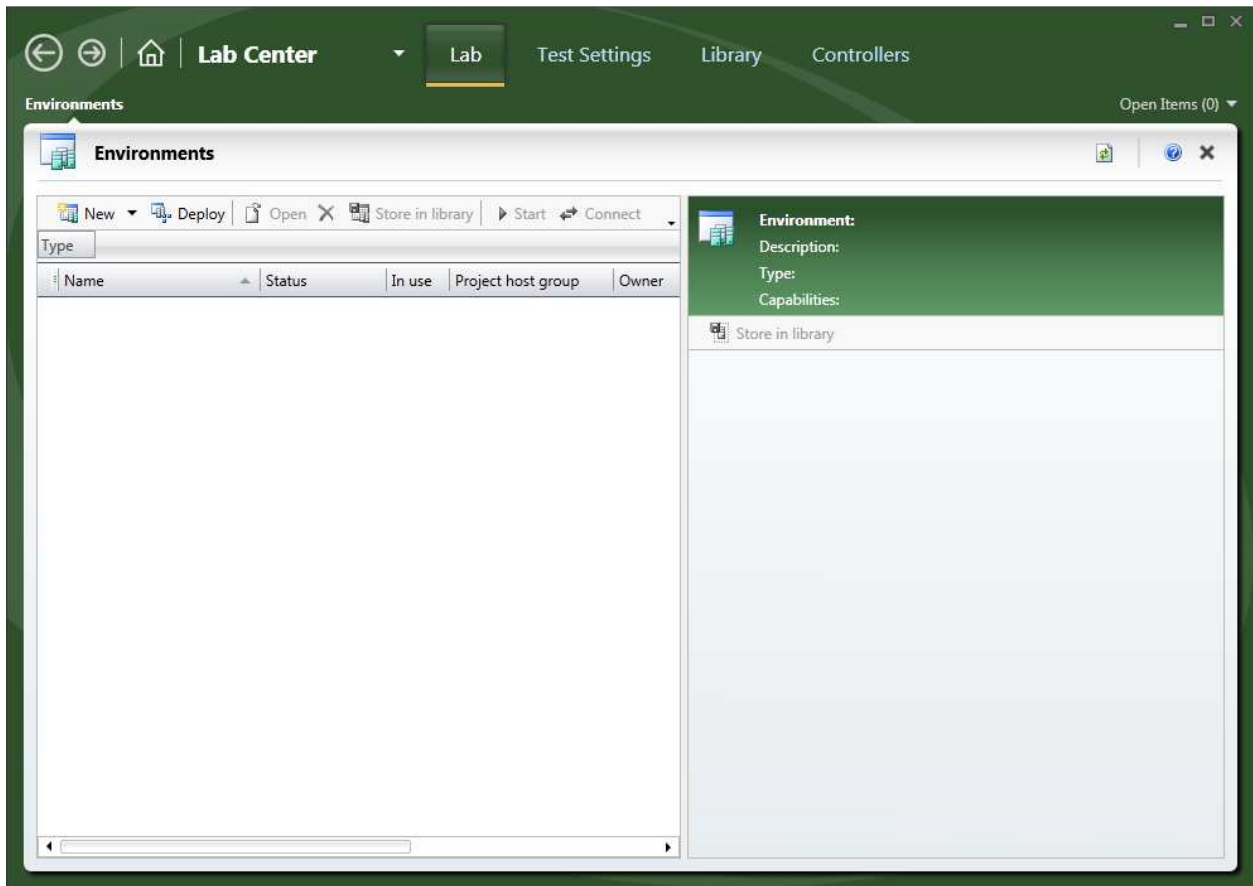 Lab Center Lab Test Settings Library Controllers
Environments Open Items (0)
Environments
New Deploy Open Store in library Start Connect
Type
Name Status In use Project host group Owner
Environment:
Description:
Type:
Capabilities:
Store in library